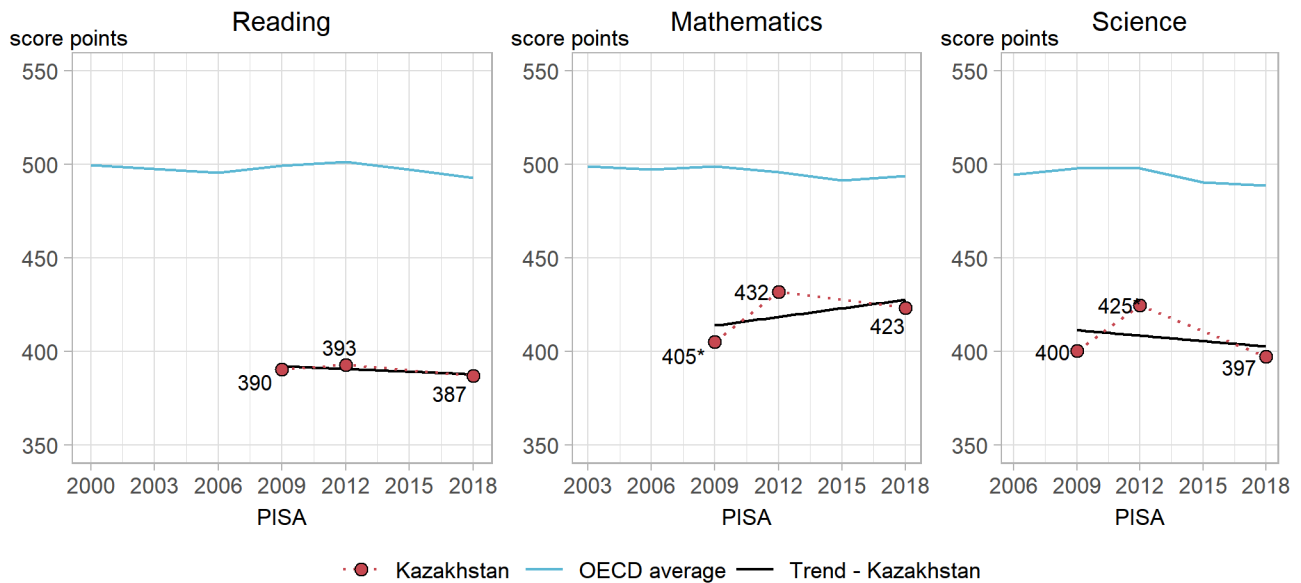 Reading Mathematics Science
score points score points score points
550 550 550
500 500 500
450 450 450
432 425*
423
400 400 400
393 405* 400 397
390 387
350 350 350
2000 2003 2006 2009 2012 2015 2018 2003 2006 2009 2012 2015 2018 2006 2009 2012 2015 2018
PISA PISA PISA
Kazakhstan OECD average Trend - Kazakhstan